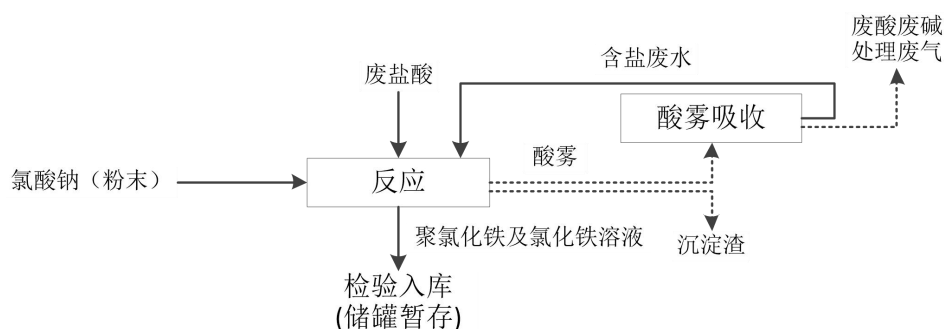 废酸废碱
处理废气
含盐废水
废盐酸
酸雾吸收
酸雾
氯酸钠（粉末）
反应
聚氯化铁及氯化铁溶液
沉淀渣
检验入库
(储罐暂存)